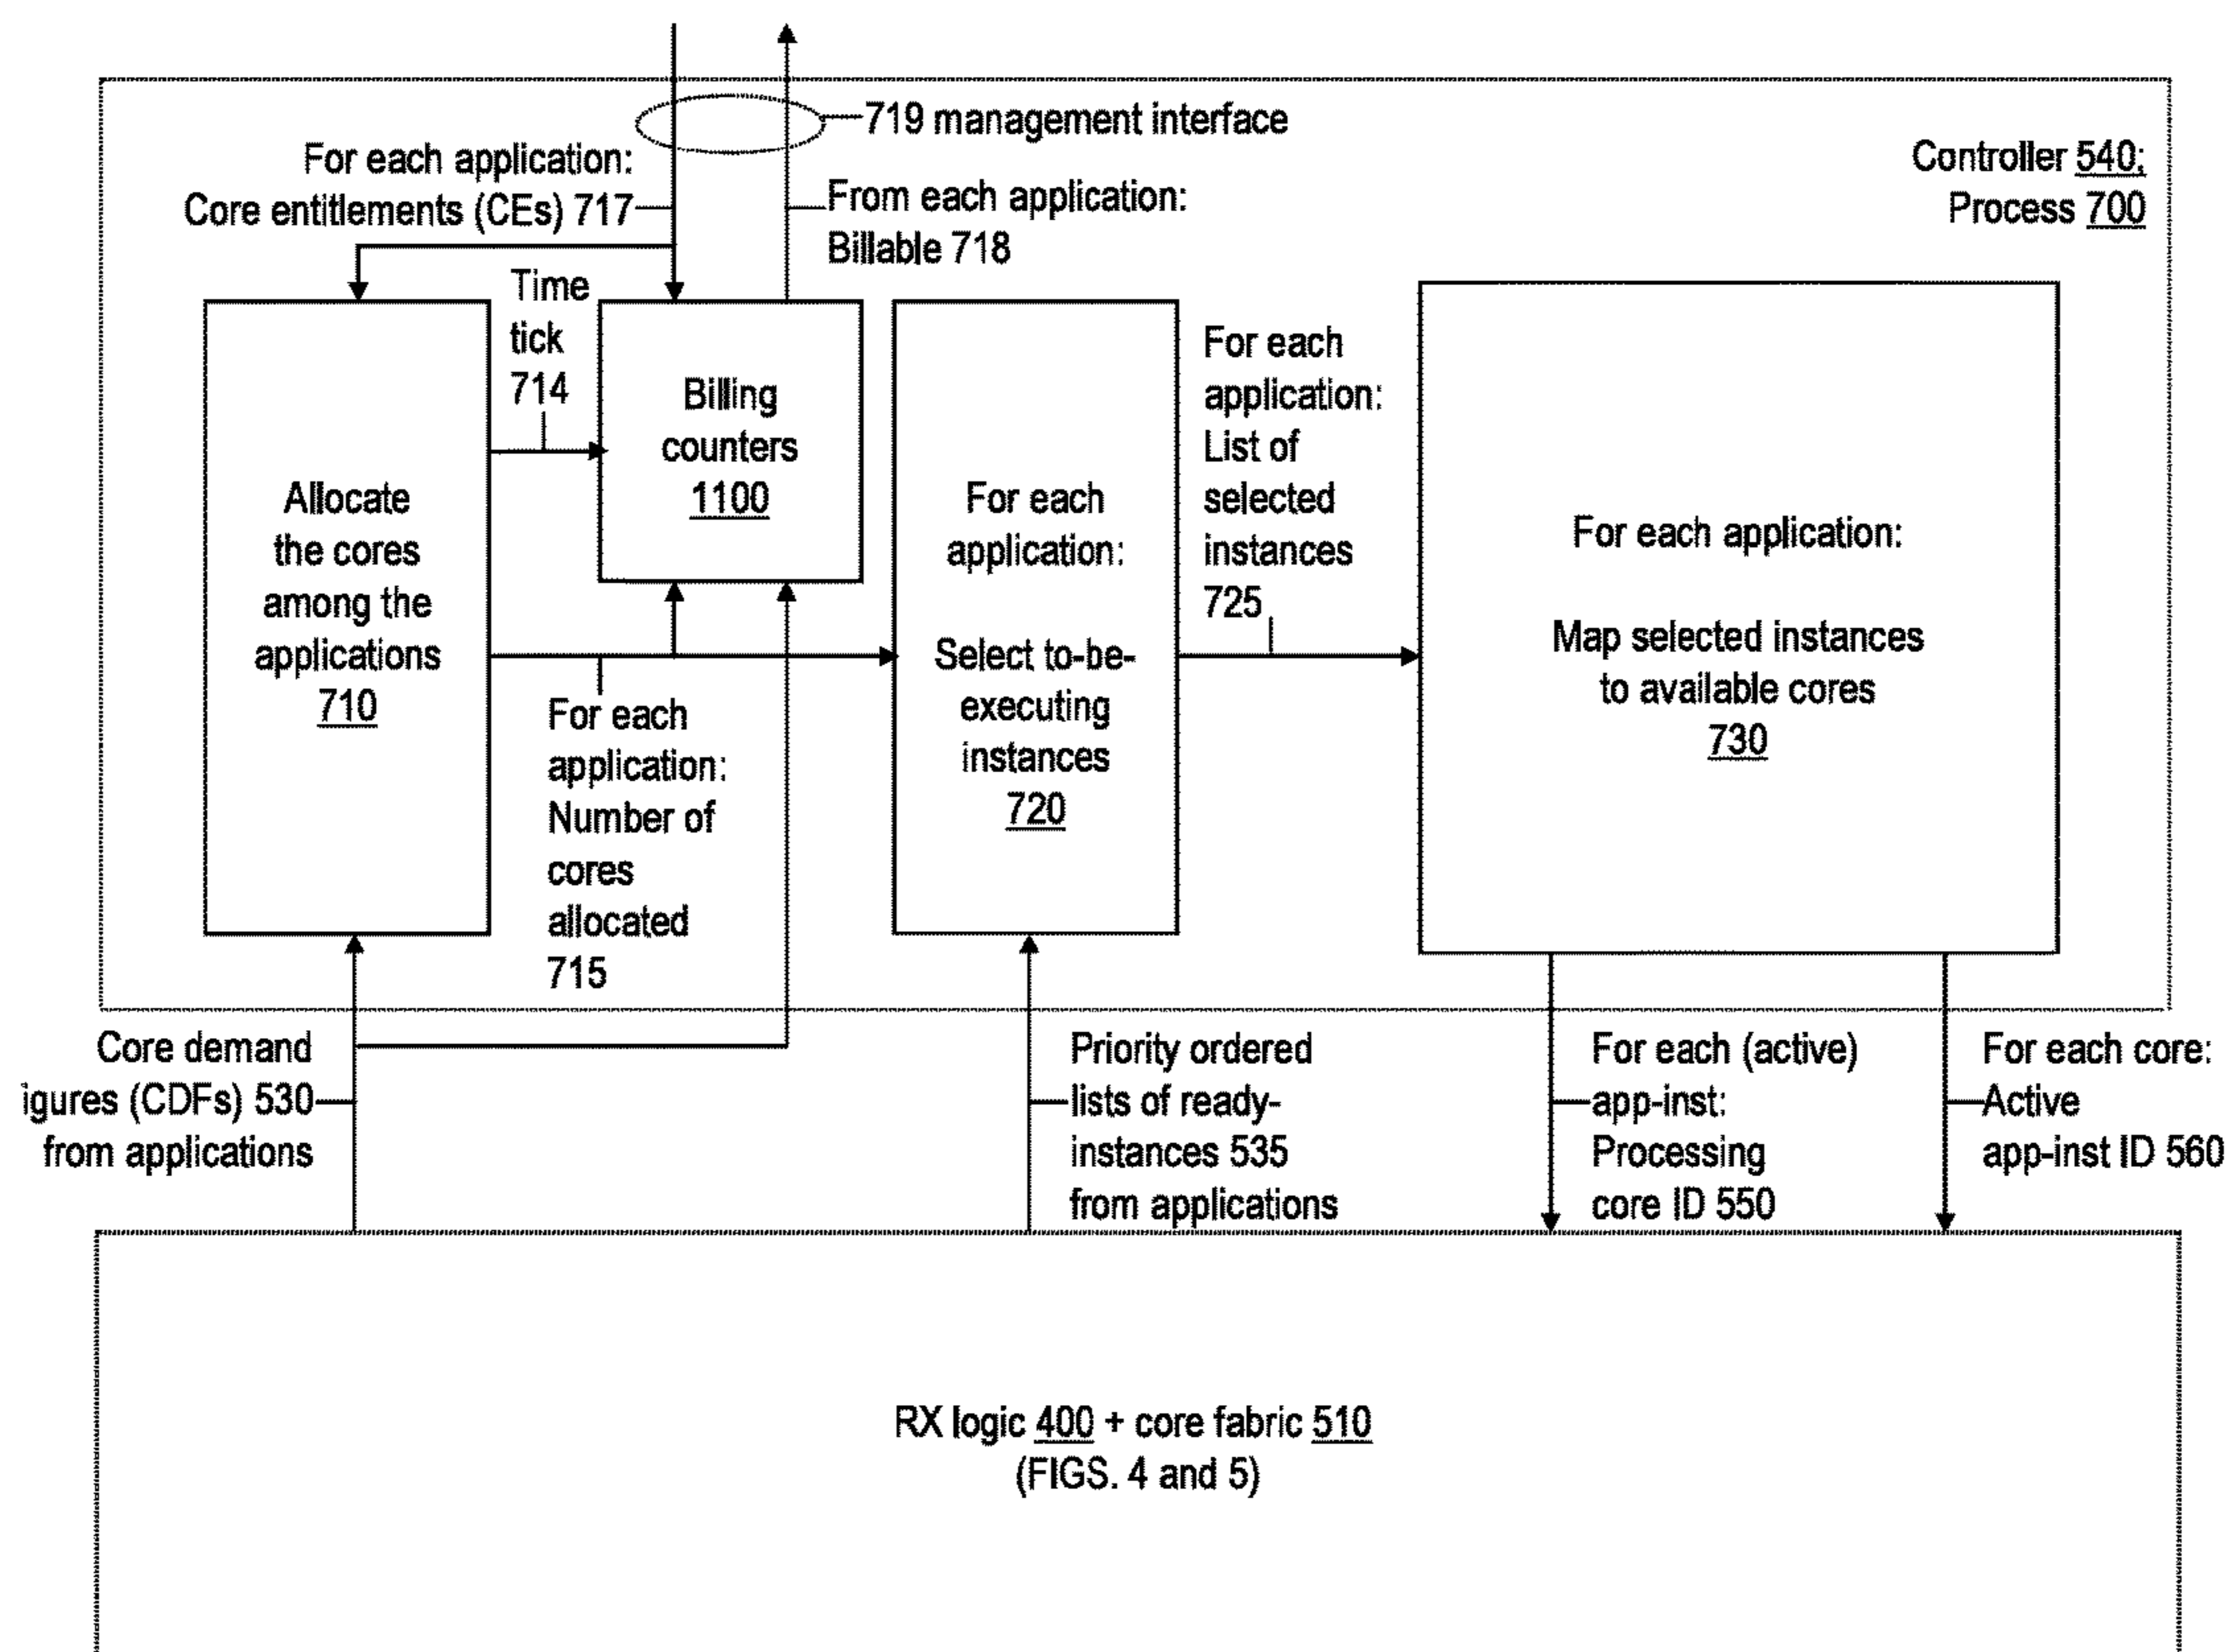 719 management interface
For each application:
Core entitlements (CEs) 717
From each application:
Billable 718
Controller 540;
Process 700
Time
tick
714
Billing
counters
1100
Allocate
the cores
among the
applications
710
For each
application:
Number of
cores
allocated
715
For each
application:
Select to-be-
executing
instances
720
For each
application:
List of
selected
instances
725
For each application:
Map selected instances
to available cores
730
Core demand
igures (CDFs) 530
from applications
Priority ordered
lists of ready-
instances 535
from applications
For each (active)
app-inst:
Processing
core ID 550
For each core:
Active
app-inst ID 560
RX logic 400 + core fabric 510
(FIGS. 4 and 5)